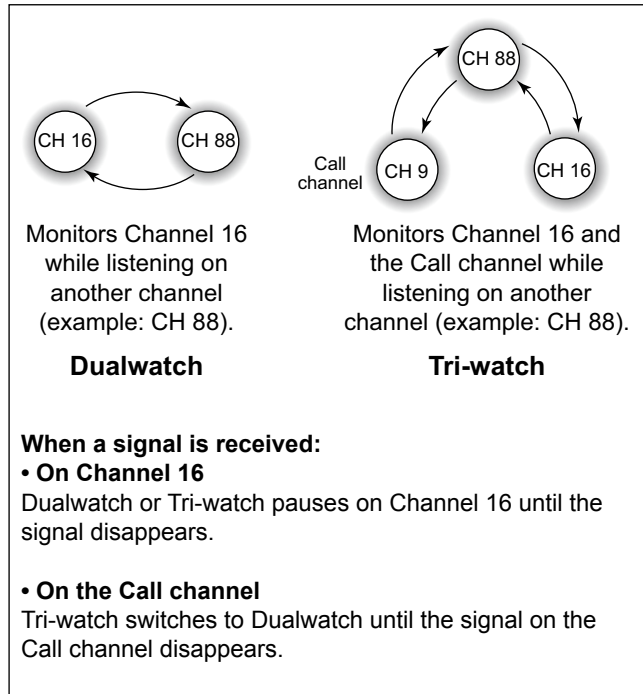 CH 16
CH 88
Monitors Channel 16
while listening on
another channel
(example: CH 88).
Dualwatch
CH 88
Call
channel
CH 9
CH 16
Monitors Channel 16 and
the Call channel while
listening on another
channel (example: CH 88).
Tri-watch
When a signal is received:
• On Channel 16
Dualwatch or Tri-watch pauses on Channel 16 until the
signal disappears.
• On the Call channel
Tri-watch switches to Dualwatch until the signal on the
Call channel disappears.